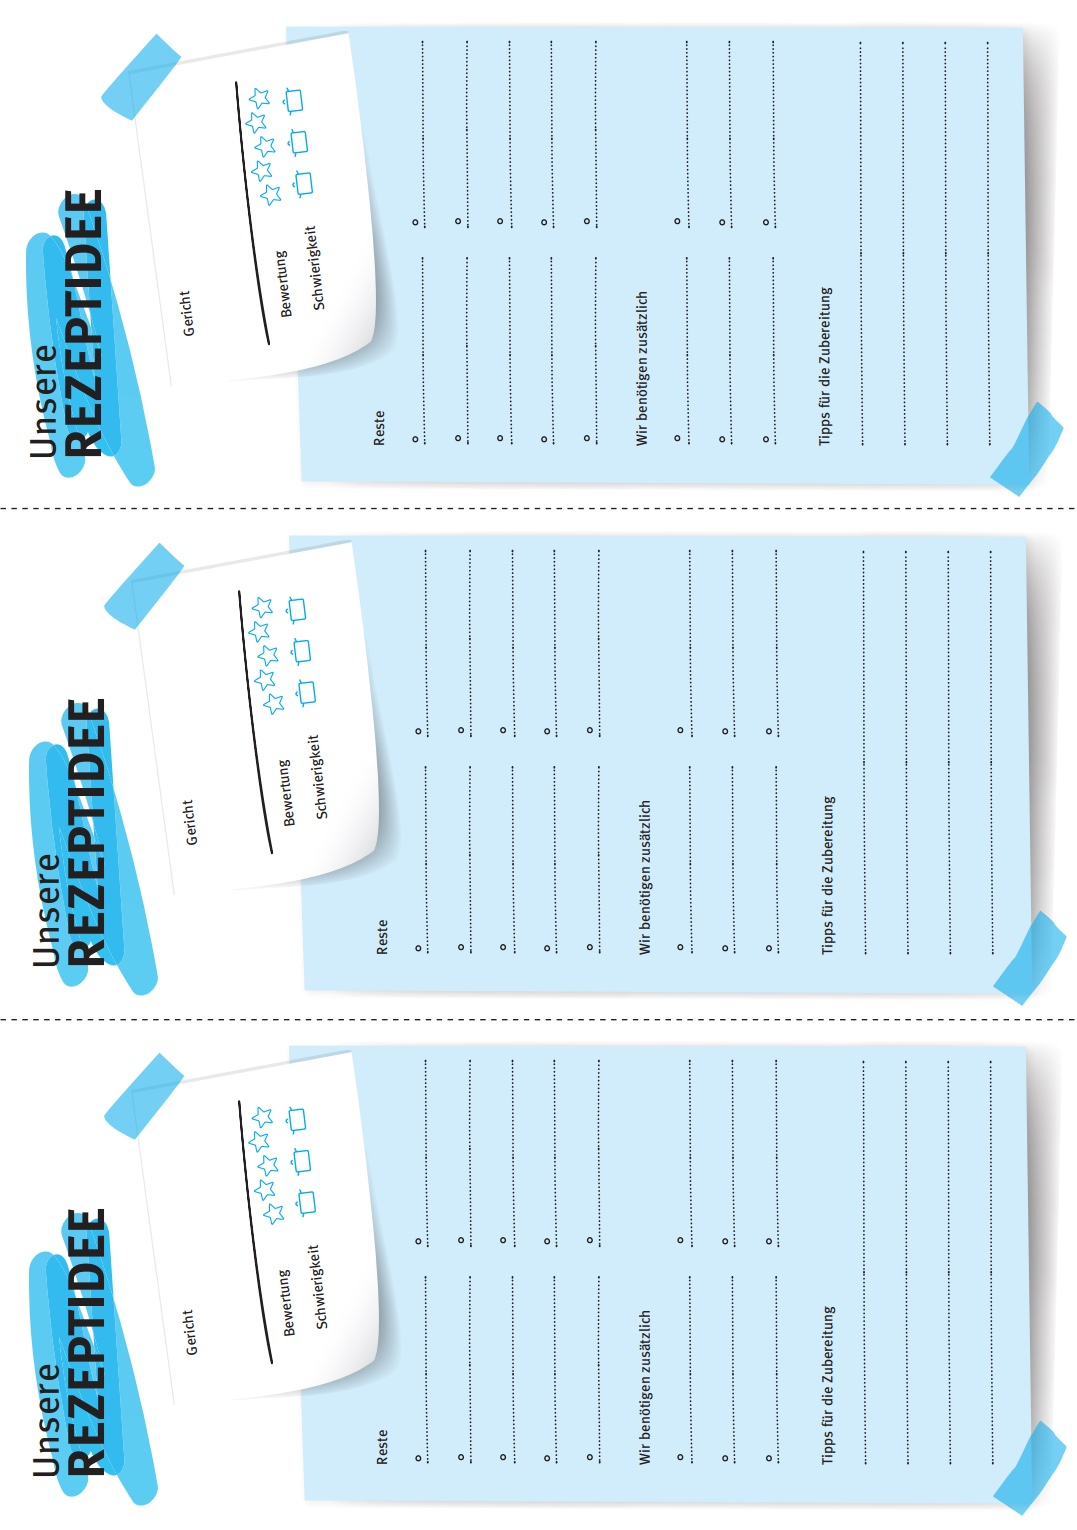 Unsere
REZEPTIDEE
Gericht
Bewertung
Schwierigkeit
Reste
Wir benötigen zusätzlich
Tipps für die Zubereitung
Unsere
REZEPTIDEE
Gericht
Bewertung
Schwierigkeit
Reste
Wir benötigen zusätzlich
Tipps für die Zubereitung
Unsere
REZEPTIDEE
Gericht
Bewertung
Schwierigkeit
Reste
Wir benötigen zusätzlich
Tipps für die Zubereitung